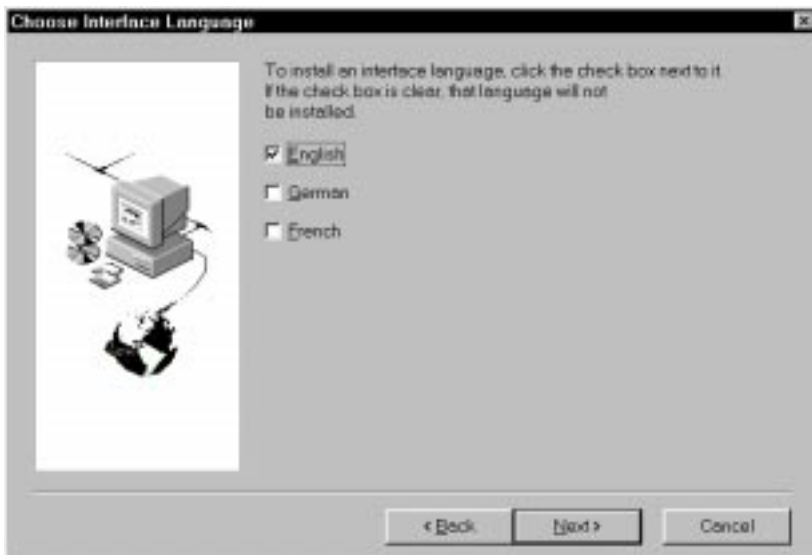 Choose Interface Language
To install an interface language, click the check box next to it.
If the check box is clear, that language will not
be installed.
English
German
French
< Back
Next >
Cancel